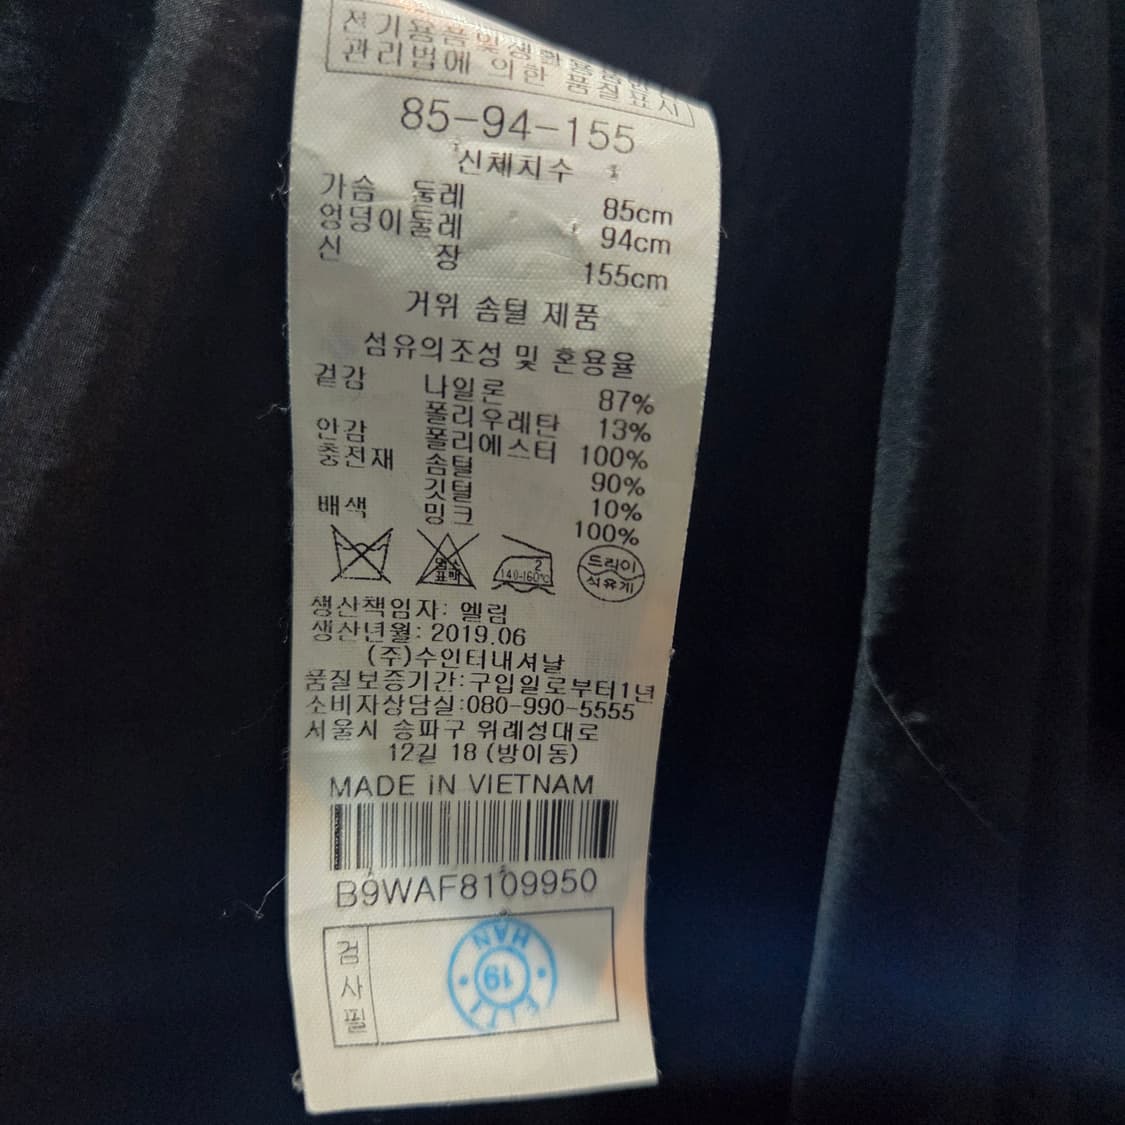 전기용품및생활용품안전
관리법에 의한 품질표시
85-94-155
신체치수
가슴 둘레 85cm
엉덩이둘레 94cm
신 장 155cm
거위 솜털 제품
섬유의조성 및 혼용율
겉감 나일론 87%
폴리우레탄 13%
안감 폴리에스터 100%
충전재 솜털 90%
깃털 10%
배색 밍크 100%
염소
표백
2
140-160℃
드라이
석유계
생산책임자: 엘림
생산년월: 2019.06
(주)수인터내셔날
품질보증기간:구입일로부터1년
소비자상담실:080-990-5555
서울시 송파구 위례성대로
12길 18 (방이동)
MADE iN VIETNAM
B9WAF8109950
검사필
HAN
19